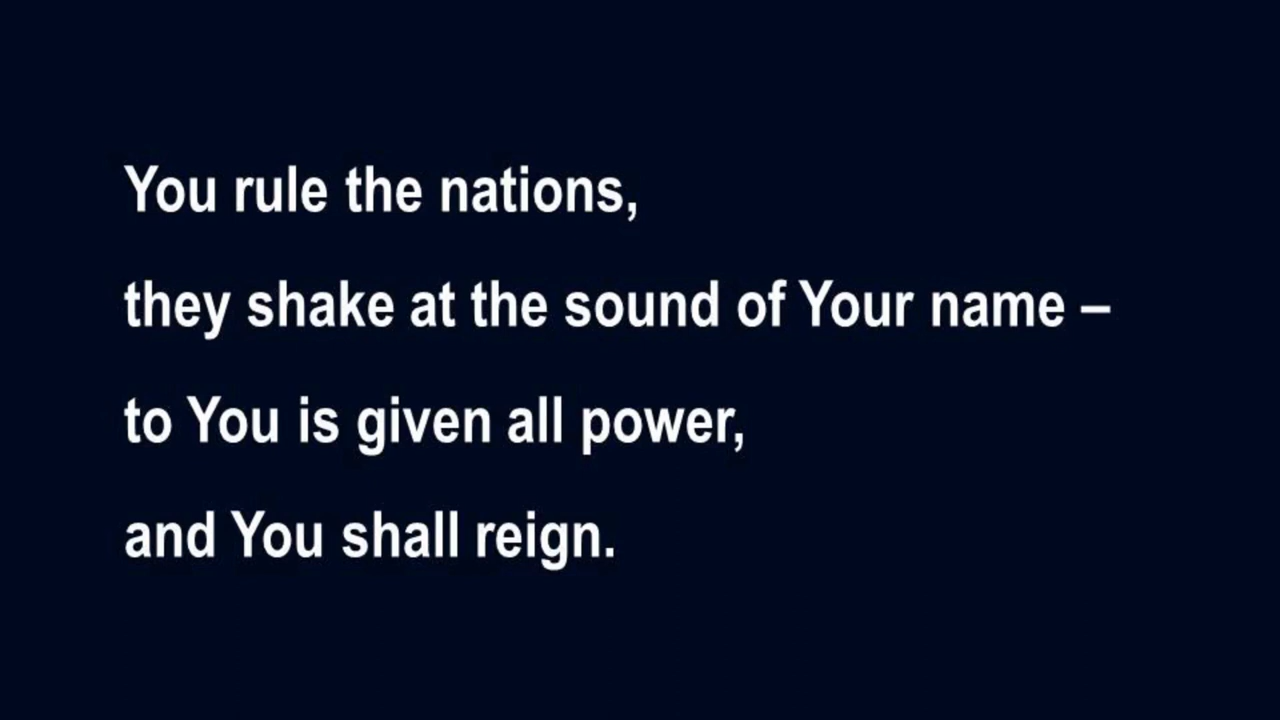 You rule the nations,
they shake at the sound of Your name –
to You is given all power,
and You shall reign.